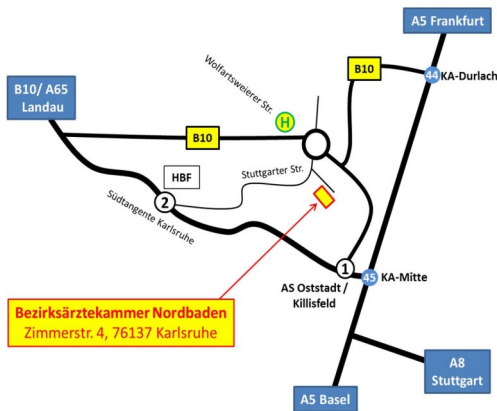 A5 Frankfurt
Wolfartsweierer Str.
B10
44
KA-Durlach
B10/ A65
Landau
H
B10
HBF
Stuttgarter Str.
2
Südtangente Karlsruhe
1
45
KA-Mitte
AS Oststadt /
Killisfeld
Bezirksärztekammer Nordbaden
Zimmerstr. 4, 76137 Karlsruhe
A8
Stuttgart
A5 Basel